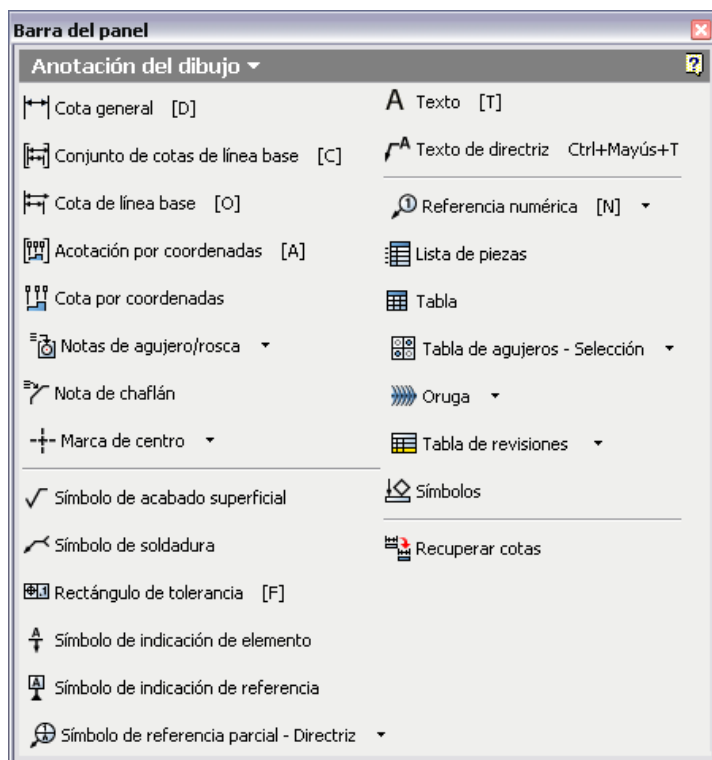 Barra del panel
Anotación del dibujo
Cota general [D]
Conjunto de cotas de línea base [C]
Cota de línea base [O]
Acotación por coordenadas [A]
Cota por coordenadas
Notas de agujero/rosca
Nota de chaflán
Marca de centro
Símbolo de acabado superficial
Símbolo de soldadura
Rectángulo de tolerancia [F]
Símbolo de indicación de elemento
Símbolo de indicación de referencia
Símbolo de referencia parcial - Directriz
Texto [T]
Texto de directriz Ctrl+Mayús+T
Referencia numérica [N]
Lista de piezas
Tabla
Tabla de agujeros - Selección
Oruga
Tabla de revisiones
Símbolos
Recuperar cotas